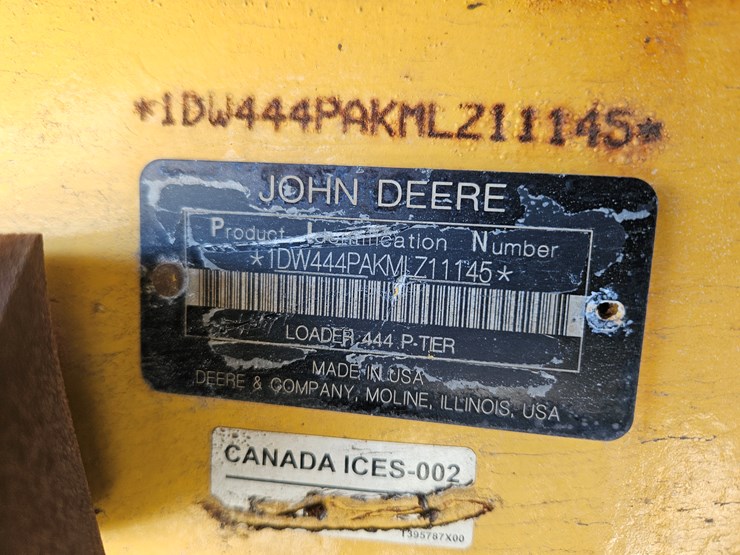 *1DW444PAKMLZ11145*
JOHN DEERE
Product Identification Number
*1DW444PAKMLZ11145*
LOADER 444 P-TIER
MADE IN USA
DEERE & COMPANY, MOLINE, ILLINOIS, USA
CANADA ICES-002
T395787X00